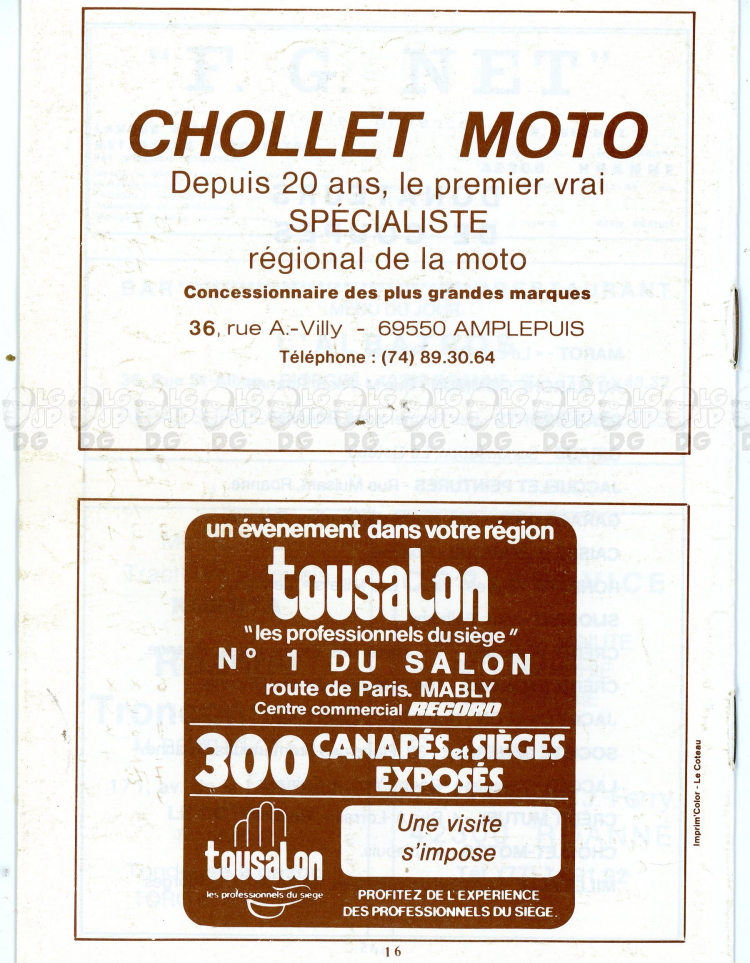 CHOLLET MOTO
Depuis 20 ans, le premier vrai
SPÉCIALISTE
régional de la moto
Concessionnaire des plus grandes marques
36, rue A.-Villy - 69550 AMPLEPUIS
Téléphone : (74) 89.30.64
un évènement dans votre région
tousalon
"les professionnels du siège"
N° 1 DU SALON
route de Paris. MABLY
Centre commercial RECORD
300 CANAPÉS et SIÈGES
EXPOSÉS
tousalon
les professionnels du siege
Une visite
s'impose
PROFITEZ DE L'EXPERIENCE
DES PROFESSIONNELS DU SIÈGE.
Imprim'Color - Le Coteau
16